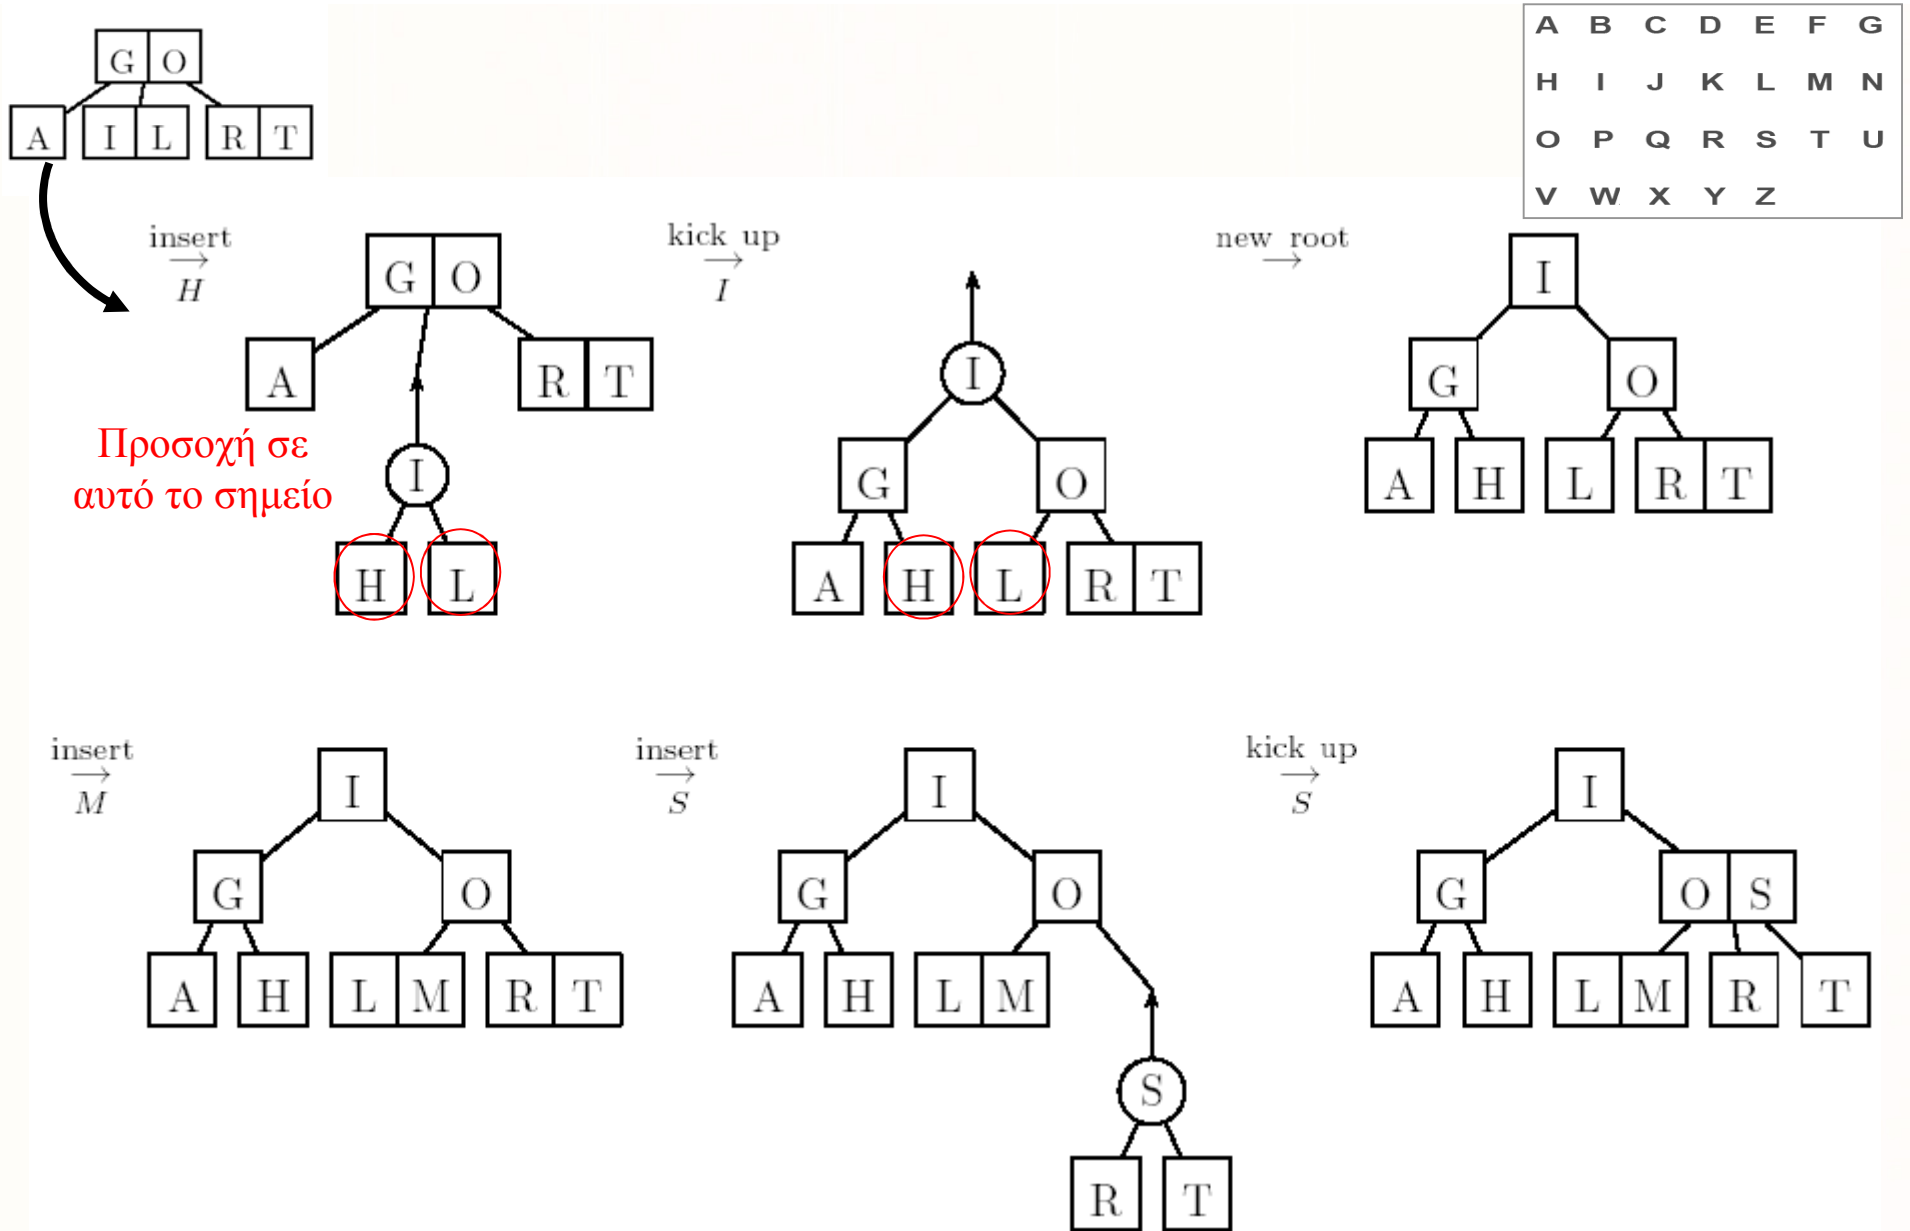 G O
A I L R T
A B C D E F G
H I J K L M N
O P Q R S T U
V W X Y Z
insert
→
H
G O
A R T
I
H L
Προσοχή σε
αυτό το σημείο
kick up
→
I
I
G O
A H L R T
new root
→
I
G O
A H L R T
insert
→
M
I
G O
A H L M R T
insert
→
S
I
G O
A H L M
S
R T
kick up
→
S
I
G O S
A H L M R T